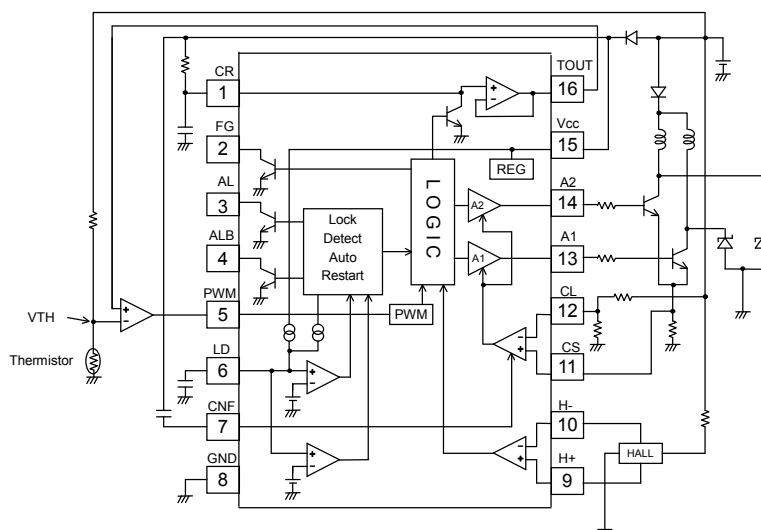 CR
1
TOUT
16
FG
2
Vcc
15
REG
AL
3
LOGIC
A2
A2
14
Lock
Detect
Auto
Restart
ALB
4
A1
A1
13
VTH
PWM
5
PWM
CL
12
Thermistor
LD
6
CS
11
CNF
7
H-
10
GND
8
HALL
H+
9
+
-
+
-
-
+
+
-
+
-
-
+